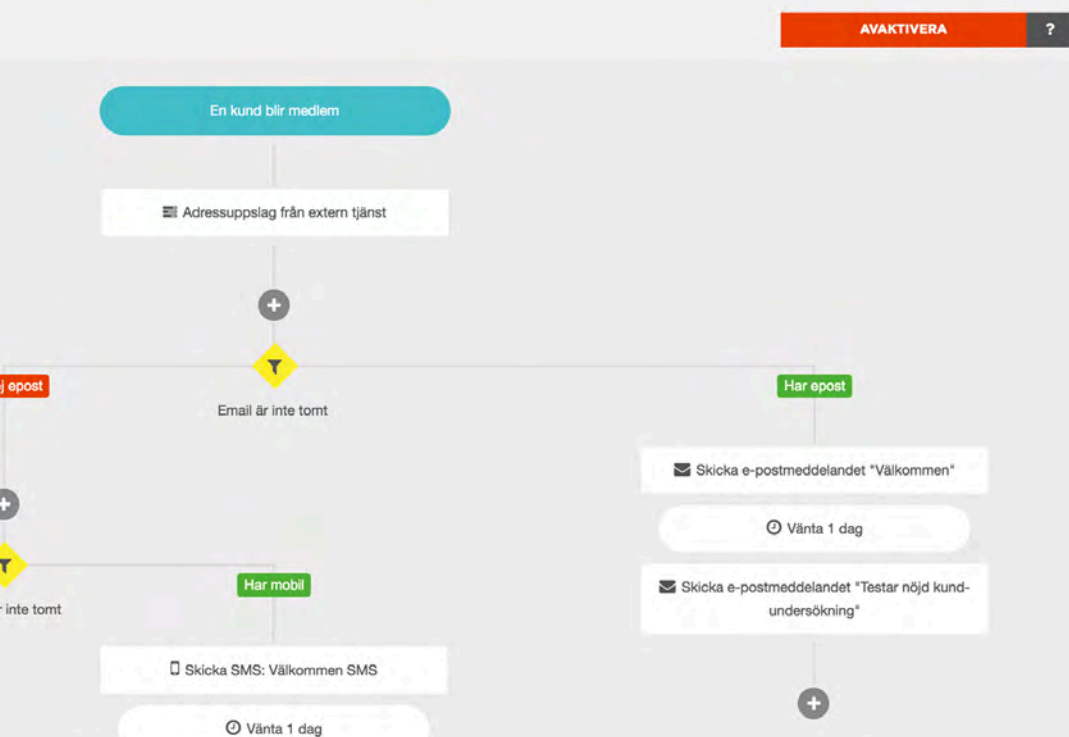 AVAKTIVERA
?
En kund blir medlem
Adressuppslag från extern tjänst
j epost
Har epost
Email är inte tomt
Skicka e-postmeddelandet "Välkommen"
Vänta 1 dag
Har mobil
Skicka e-postmeddelandet "Testar nöjd kund-
undersökning"
inte tomt
Skicka SMS: Välkommen SMS
Vänta 1 dag